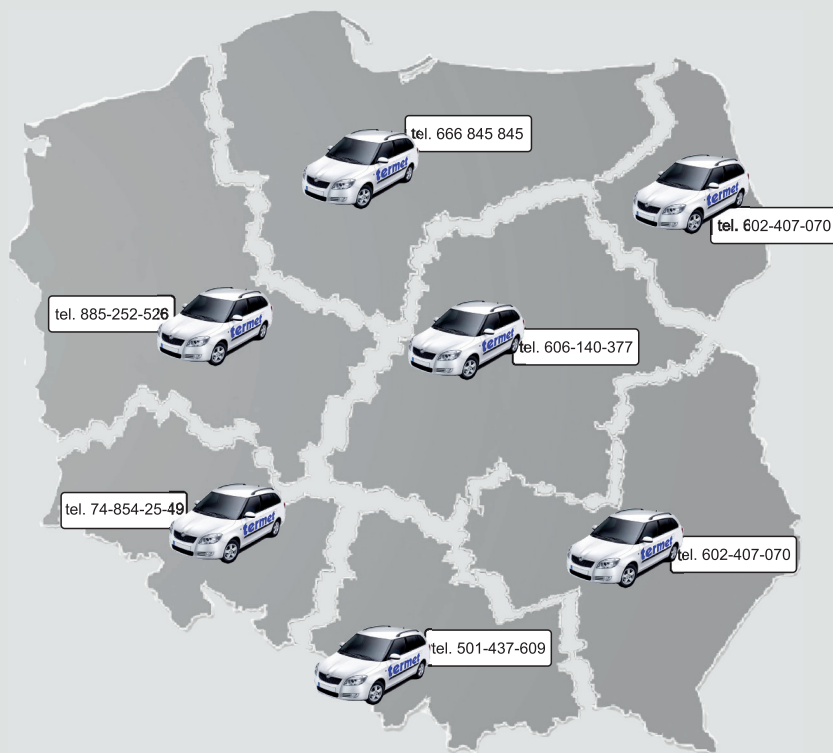 tel. 666 845 845
termet
termet
tel. 602-407-070
tel. 885-252-526
termet
termet
tel. 606-140-377
tel. 74-854-25-49
termet
termet
tel. 602-407-070
tel. 501-437-609
termet